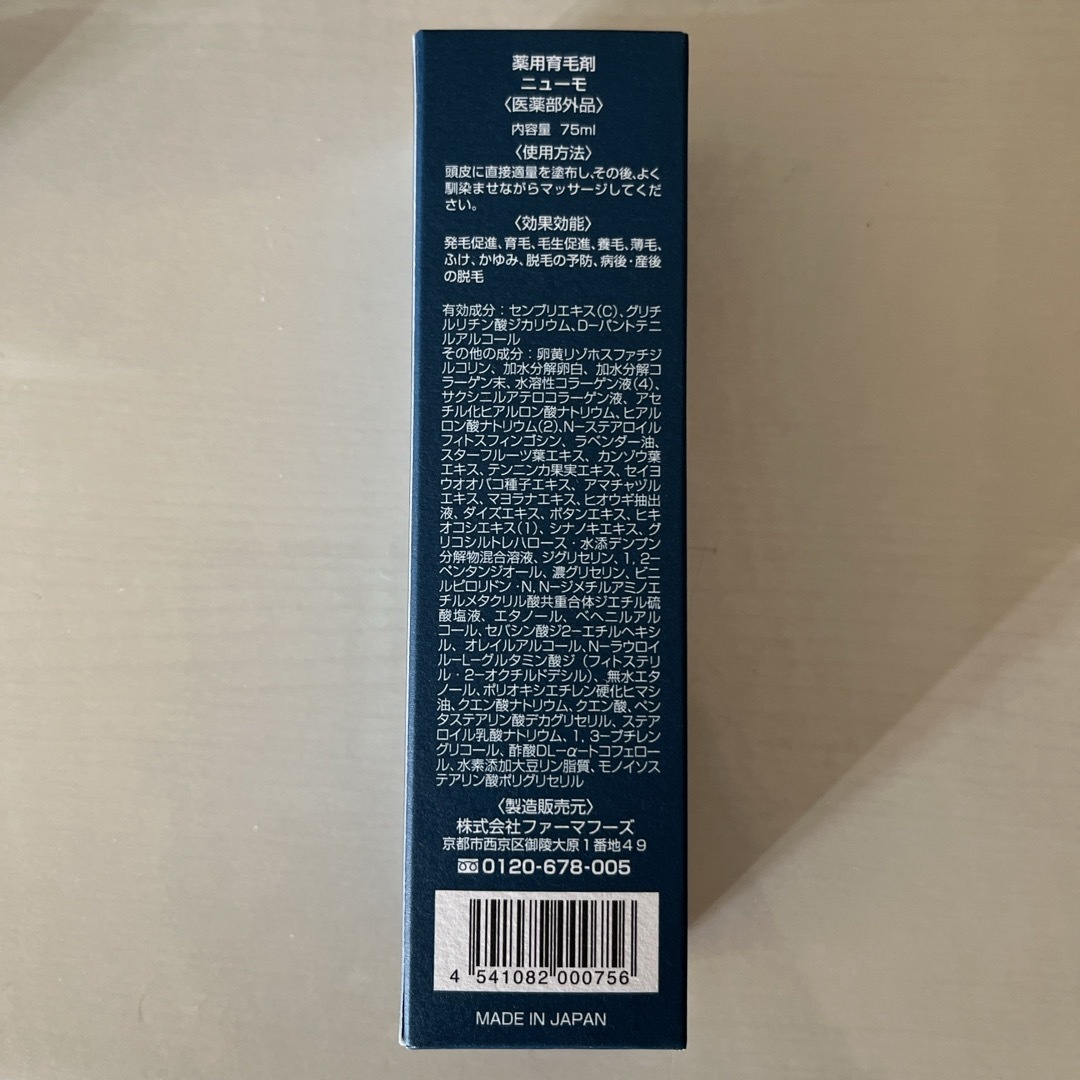 薬用育毛剤
ニューモ
〈医薬部外品〉
内容量 75ml
〈使用方法〉
頭皮に直接適量を塗布し、その後、よく
馴染ませながらマッサージしてくだ
さい。
〈効果効能〉
発毛促進、育毛、毛生促進、養毛、薄毛、
ふけ、かゆみ、脱毛の予防、病後・産後
の脱毛
有効成分：センブリエキス(C)、グリチ
ルリチン酸ジカリウム、D-パントテニ
ルアルコール
その他の成分：卵黄リゾホスファチジ
ルコリン、加水分解卵白、加水分解コ
ラーゲン末、水溶性コラーゲン液(4)、
サクシニルアテロコラーゲン液、アセ
チル化ヒアルロン酸ナトリウム、ヒアル
ロン酸ナトリウム(2)、N-ステアロイル
フィトスフィンゴシン、ラベンダー油、
スターフルーツ葉エキス、カンゾウ葉
エキス、テンニンカ果実エキス、セイヨ
ウオオバコ種子エキス、アマチャヅル
エキス、マヨラナエキス、ヒオウギ抽出
液、ダイズエキス、ボタンエキス、ヒキ
オコシエキス(1)、シナノキエキス、グ
リコシルトレハロース・水添デンプン
分解物混合溶液、ジグリセリン、1,2-
ペンタンジオール、濃グリセリン、ビニ
ルピロリドン・N,N-ジメチルアミノエ
チルメタクリル酸共重合体ジエチル硫
酸塩液、エタノール、ベヘニルアル
コール、セバシン酸ジ2-エチルヘキシ
ル、オレイルアルコール、N-ラウロイ
ル-L-グルタミン酸ジ(フィトステリ
ル・2-オクチルドデシル)、無水エタ
ノール、ポリオキシエチレン硬化ヒマシ
油、クエン酸ナトリウム、クエン酸、ペン
タステアリン酸デカグリセリル、ステア
ロイル乳酸ナトリウム、1,3-ブチレン
グリコール、酢酸DL-α-トコフェロー
ル、水素添加大豆リン脂質、モノイソス
テアリン酸ポリグリセリル
〈製造販売元〉
株式会社ファーマフーズ
京都市西京区御陵大原1番地49
0120-678-005
4 541082 000756
MADE IN JAPAN